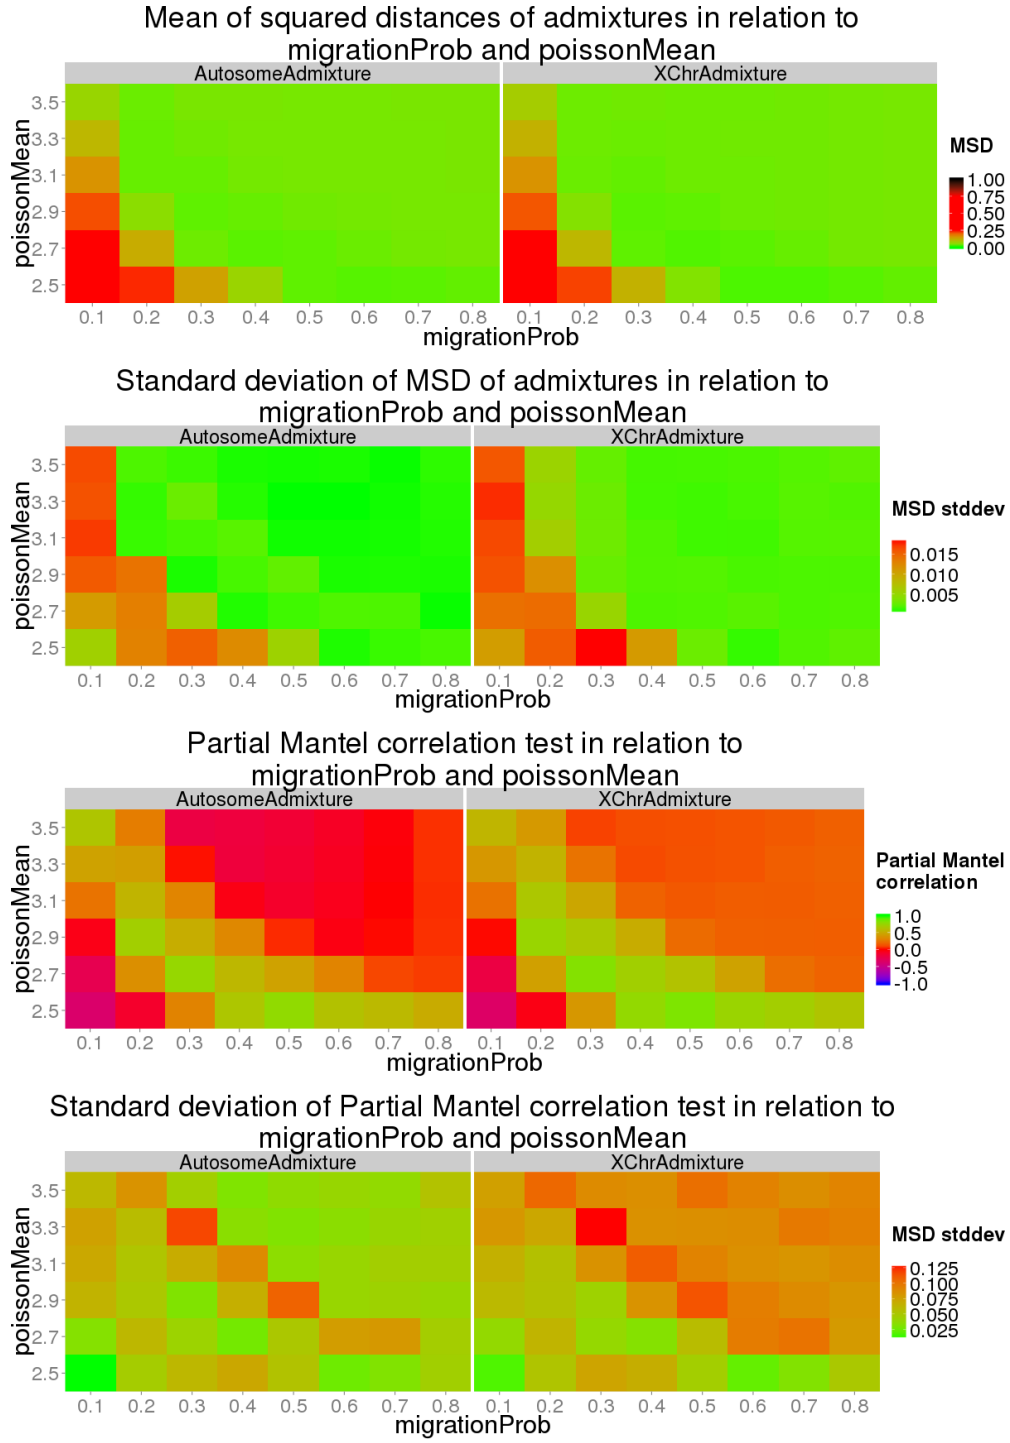 Mean of squared distances of admixtures in relation to
migrationProb and poissonMean
AutosomeAdmixture XChrAdmixture
3.5
3.3
3.1
2.9
2.7
2.5
poissonMean
0.1 0.2 0.3 0.4 0.5 0.6 0.7 0.8 0.1 0.2 0.3 0.4 0.5 0.6 0.7 0.8
migrationProb
MSD
1.00
0.75
0.50
0.25
0.00
Standard deviation of MSD of admixtures in relation to
migrationProb and poissonMean
AutosomeAdmixture XChrAdmixture
3.5
3.3
3.1
2.9
2.7
2.5
poissonMean
0.1 0.2 0.3 0.4 0.5 0.6 0.7 0.8 0.1 0.2 0.3 0.4 0.5 0.6 0.7 0.8
migrationProb
MSD stddev
0.015
0.010
0.005
Partial Mantel correlation test in relation to
migrationProb and poissonMean
AutosomeAdmixture XChrAdmixture
3.5
3.3
3.1
2.9
2.7
2.5
poissonMean
0.1 0.2 0.3 0.4 0.5 0.6 0.7 0.8 0.1 0.2 0.3 0.4 0.5 0.6 0.7 0.8
migrationProb
Partial Mantel
correlation
1.0
0.5
0.0
-0.5
-1.0
Standard deviation of Partial Mantel correlation test in relation to
migrationProb and poissonMean
AutosomeAdmixture XChrAdmixture
3.5
3.3
3.1
2.9
2.7
2.5
poissonMean
0.1 0.2 0.3 0.4 0.5 0.6 0.7 0.8 0.1 0.2 0.3 0.4 0.5 0.6 0.7 0.8
migrationProb
MSD stddev
0.125
0.100
0.075
0.050
0.025